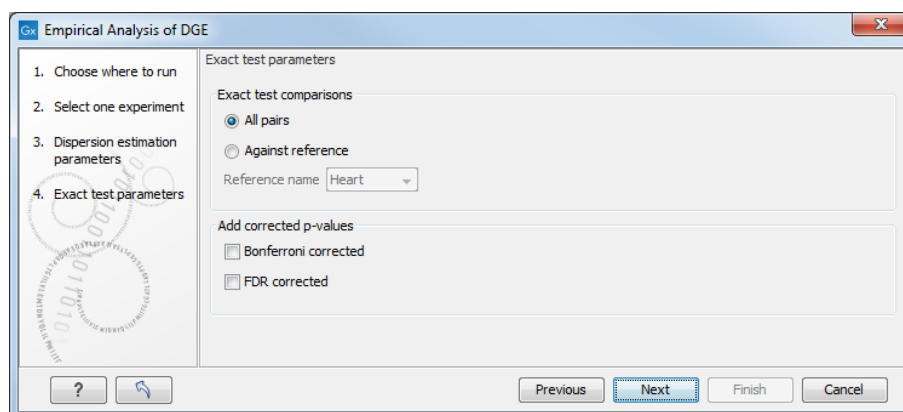 Gx Empirical Analysis of DGE
1. Choose where to run
2. Select one experiment
3. Dispersion estimation
parameters
4. Exact test parameters
Exact test parameters
Exact test comparisons
All pairs
Against reference
Reference name Heart
Add corrected p-values
Bonferroni corrected
FDR corrected
? Previous Next Finish Cancel